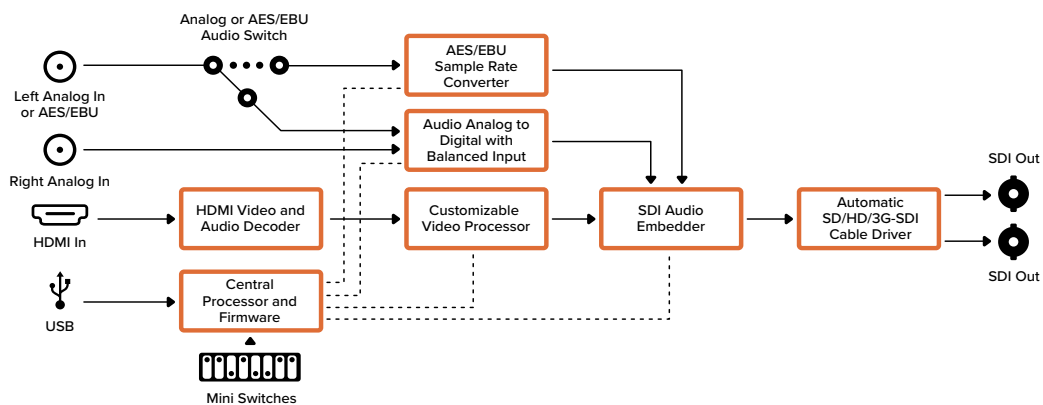 Analog or AES/EBU
Audio Switch
Left Analog In
or AES/EBU
AES/EBU
Sample Rate
Converter
Audio Analog to
Digital with
Balanced Input
Right Analog In
HDMI In
HDMI Video and
Audio Decoder
Customizable
Video Processor
SDI Audio
Embedder
Automatic
SD/HD/3G-SDI
Cable Driver
SDI Out
SDI Out
USB
Central
Processor and
Firmware
Mini Switches